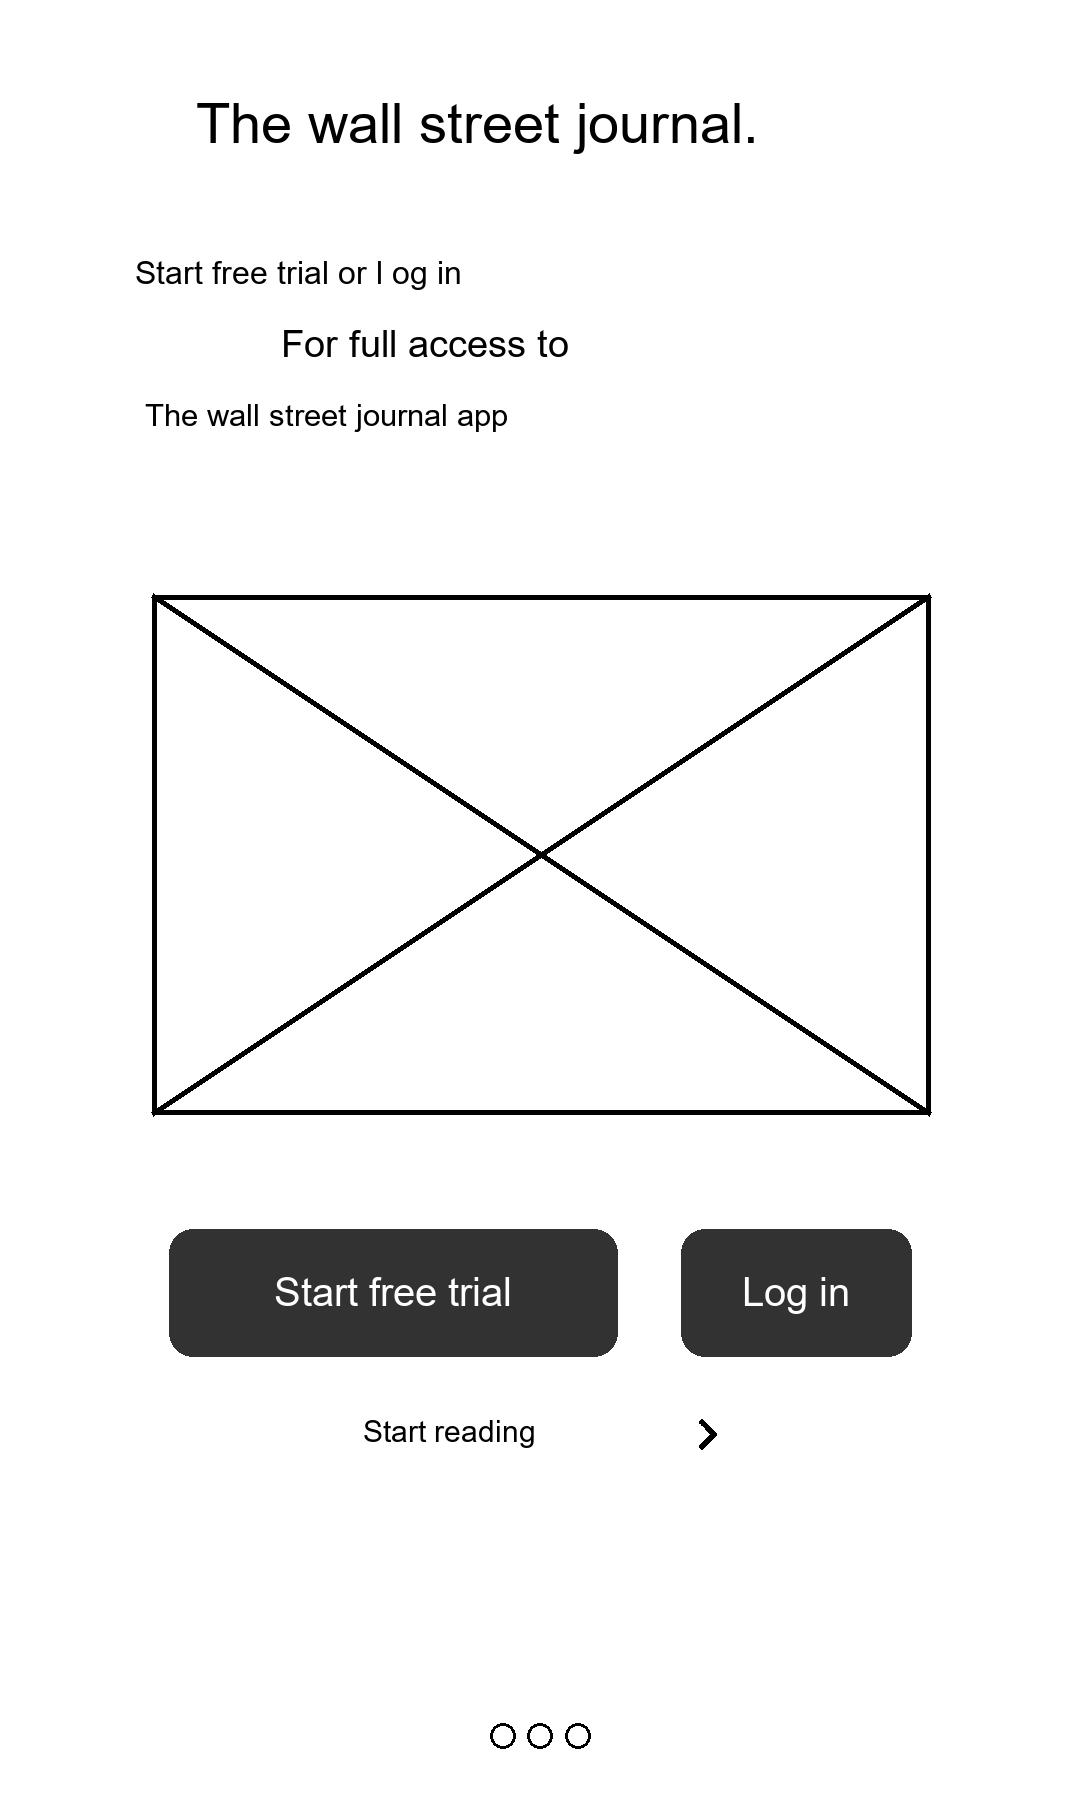 The wall street journal.
Start free trial or l og in
For full access to
The wall street journal app
Start free trial
Log in
Start reading